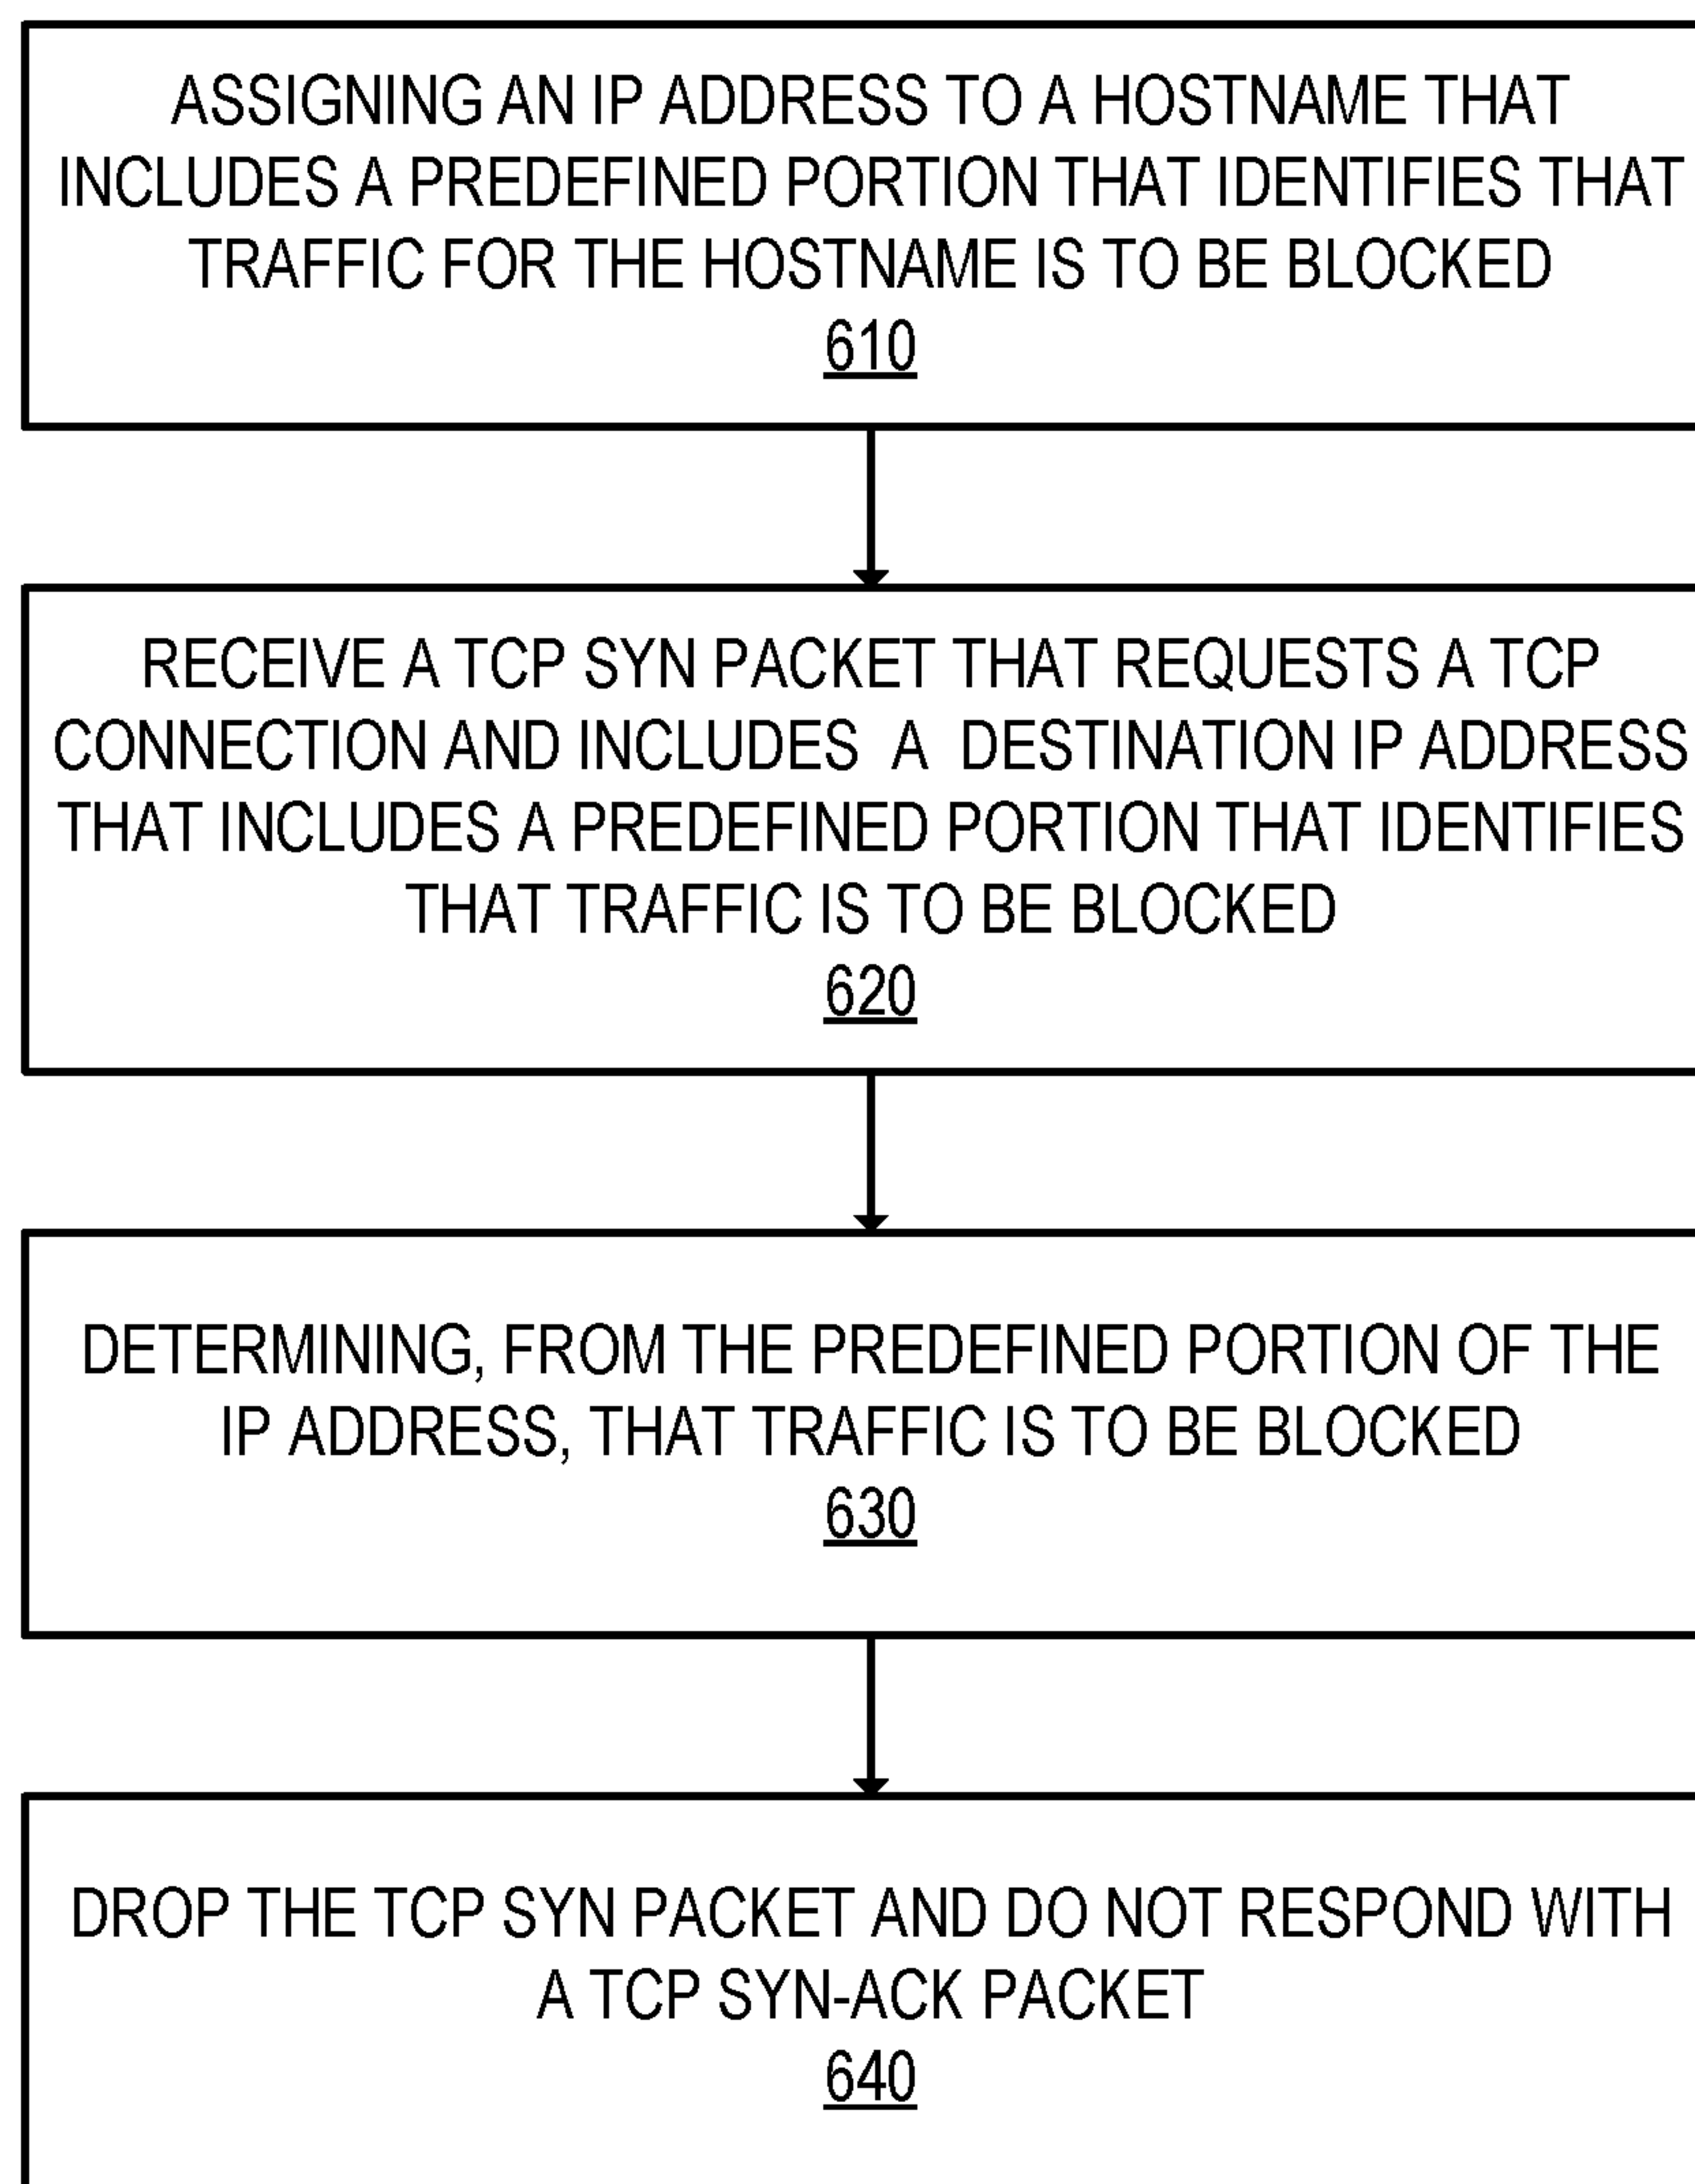 ASSIGNING AN IP ADDRESS TO A HOSTNAME THAT
INCLUDES A PREDEFINED PORTION THAT IDENTIFIES THAT
TRAFFIC FOR THE HOSTNAME IS TO BE BLOCKED
610
RECEIVE A TCP SYN PACKET THAT REQUESTS A TCP
CONNECTION AND INCLUDES A DESTINATION IP ADDRESS
THAT INCLUDES A PREDEFINED PORTION THAT IDENTIFIES
THAT TRAFFIC IS TO BE BLOCKED
620
DETERMINING, FROM THE PREDEFINED PORTION OF THE
IP ADDRESS, THAT TRAFFIC IS TO BE BLOCKED
630
DROP THE TCP SYN PACKET AND DO NOT RESPOND WITH
A TCP SYN-ACK PACKET
640